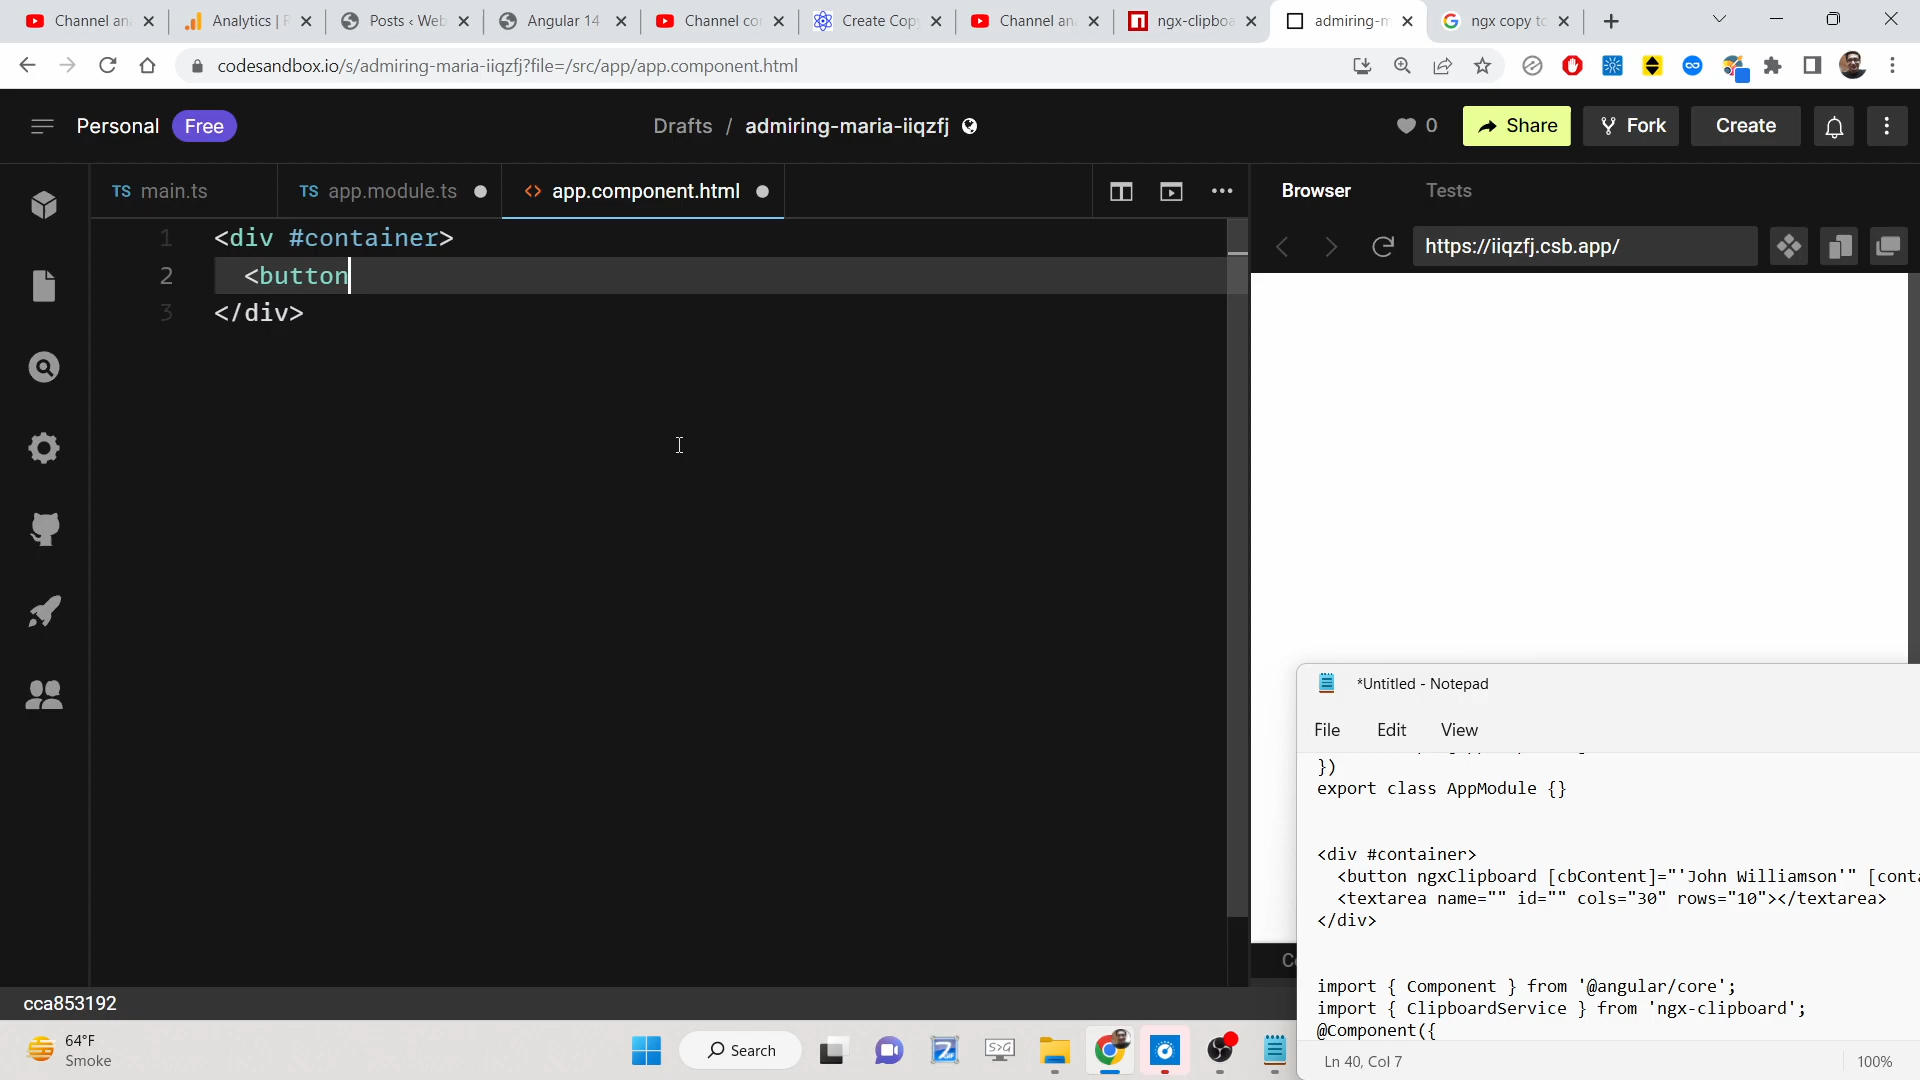 Channel an
Analytics | F
Posts ‹ Web
Angular 14
Channel co
Create Cop
Channel an
ngx-clipboa
admiring-m
ngx copy to
codesandbox.io/s/admiring-maria-iiqzfj?file=/src/app/app.component.html
Personal Free
Drafts / admiring-maria-iiqzfj
0
Share
Fork
Create
TS main.ts
TS app.module.ts
<> app.component.html
Browser
Tests
https://iiqzfj.csb.app/
1 <div #container>
2 <button
3 </div>
*Untitled - Notepad
File Edit View
})
export class AppModule {}
<div #container>
<button ngxClipboard [cbContent]="'John Williamson'" [conta
<textarea name="" id="" cols="30" rows="10"></textarea>
</div>
import { Component } from '@angular/core';
import { ClipboardService } from 'ngx-clipboard';
@Component({
Ln 40, Col 7
100%
cca853192
64°F
Smoke
Search
S>G